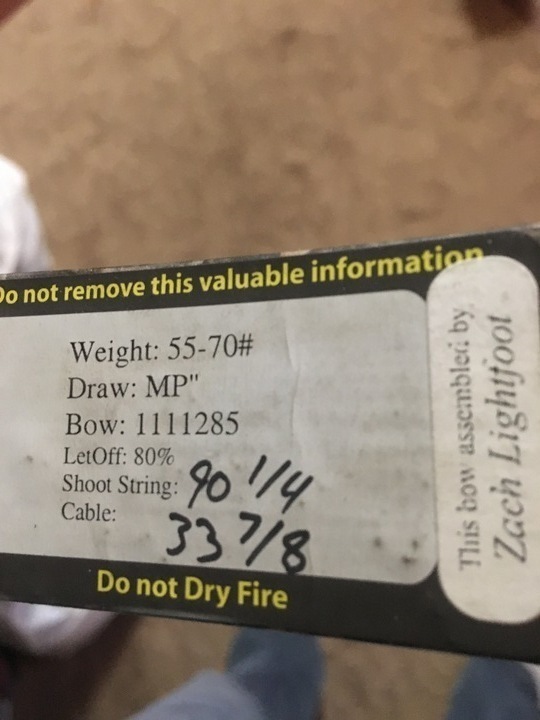 Do not remove this valuable information
Weight: 55-70#
Draw: MP"
Bow: 1111285
LetOff: 80%
Shoot String: 90 1/4
Cable: 33 7/8
Do not Dry Fire
This bow assembled by
Zach Lightfoot